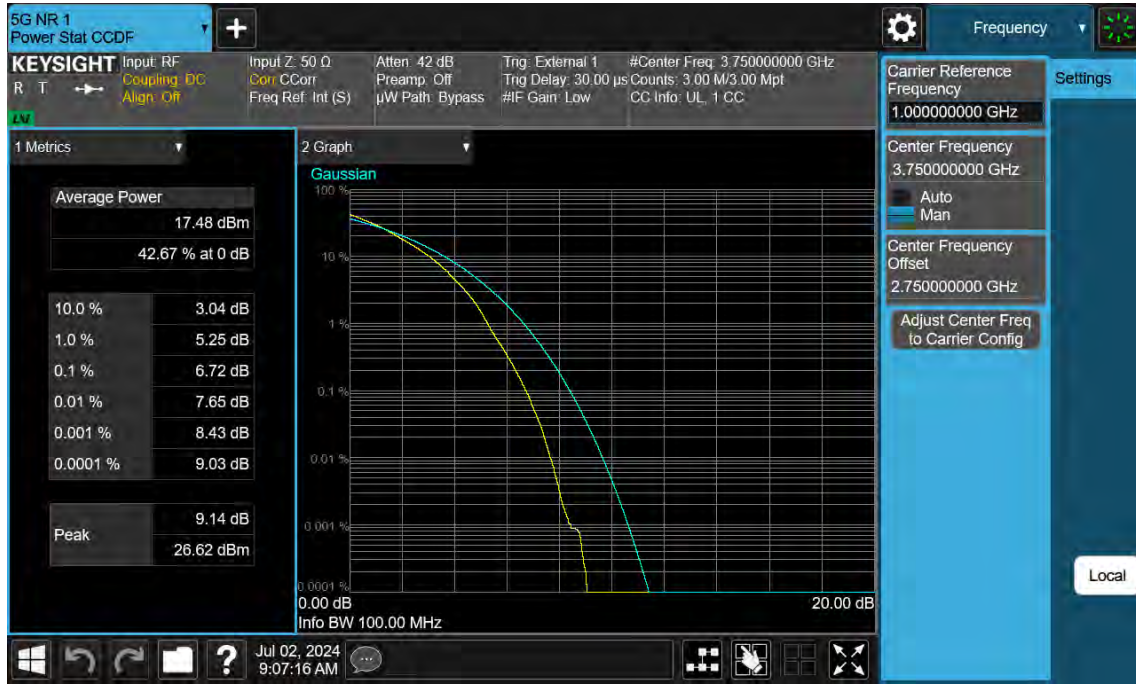 5G NR 1
Power Stat CCDF
+
Frequency
KEYSIGHT
R T
LXI
Input: RF
Coupling: DC
Align: Off
Input Z: 50 Ω
Corr CCorr
Freq Ref: Int (S)
Atten: 42 dB
Preamp: Off
µW Path: Bypass
Trig: External 1
Trig Delay: 30.00 µs
#IF Gain: Low
#Center Freq: 3.750000000 GHz
Counts: 3.00 M/3.00 Mpt
CC Info: UL, 1 CC
1 Metrics
Average Power
17.48 dBm
42.67 % at 0 dB
10.0 % 3.04 dB
1.0 % 5.25 dB
0.1 % 6.72 dB
0.01 % 7.65 dB
0.001 % 8.43 dB
0.0001 % 9.03 dB
Peak
9.14 dB
26.62 dBm
2 Graph
Gaussian
100 %
10 %
1 %
0.1 %
0.01 %
0.001 %
0.0001 %
0.00 dB 20.00 dB
Info BW 100.00 MHz
Carrier Reference
Frequency
1.000000000 GHz
Center Frequency
3.750000000 GHz
Auto
Man
Center Frequency
Offset
2.750000000 GHz
Adjust Center Freq
to Carrier Config
Settings
Local
?
Jul 02, 2024
9:07:16 AM